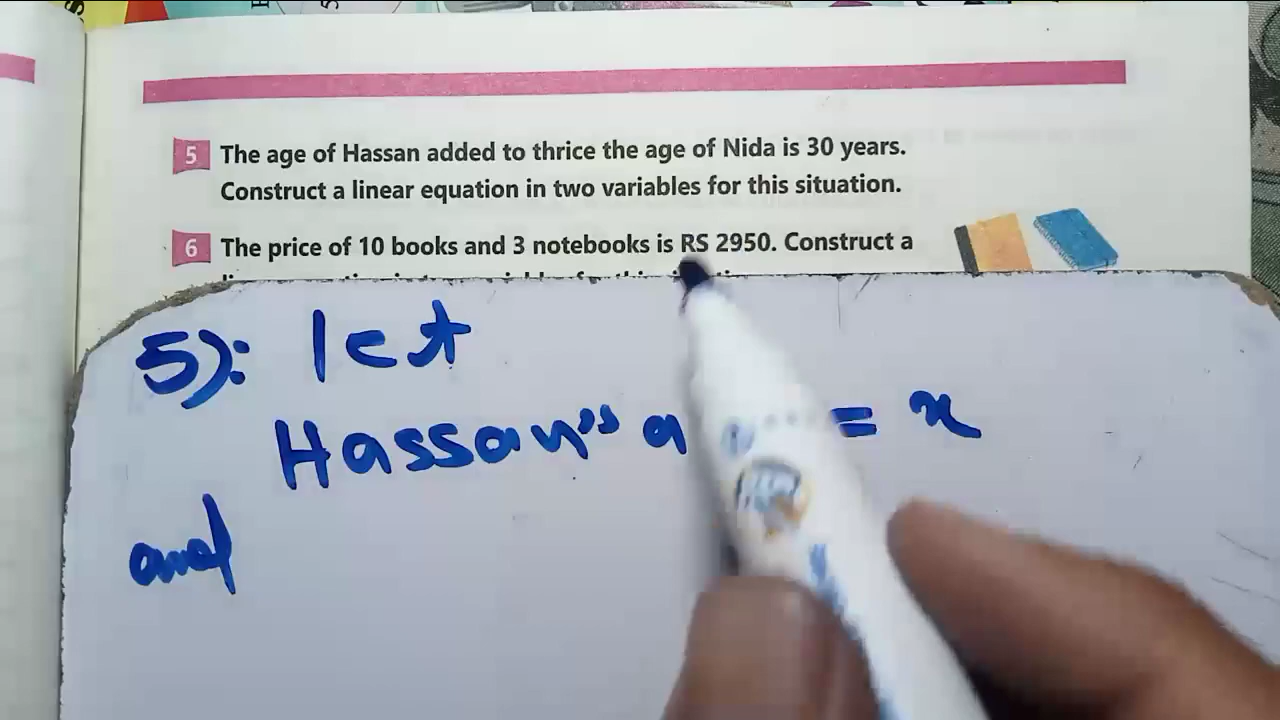 5 The age of Hassan added to thrice the age of Nida is 30 years.
Construct a linear equation in two variables for this situation.
6 The price of 10 books and 3 notebooks is RS 2950. Construct a
5): let
Hassan's a = x
and